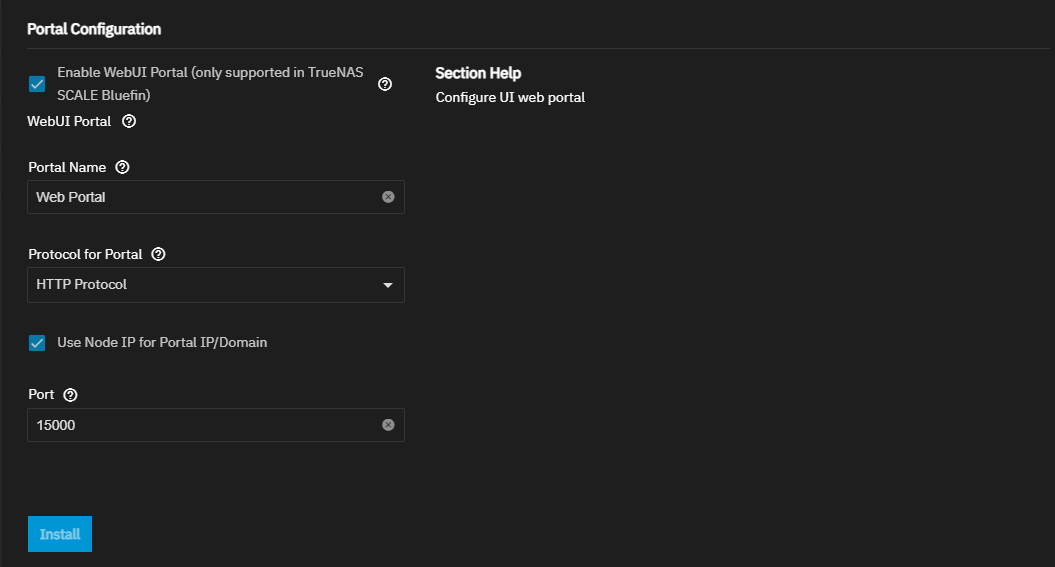 Portal Configuration
Enable WebUI Portal (only supported in TrueNAS
SCALE Bluefin)
WebUI Portal
Section Help
Configure UI web portal
Portal Name
Web Portal
Protocol for Portal
HTTP Protocol
Use Node IP for Portal IP/Domain
Port
15000
Install